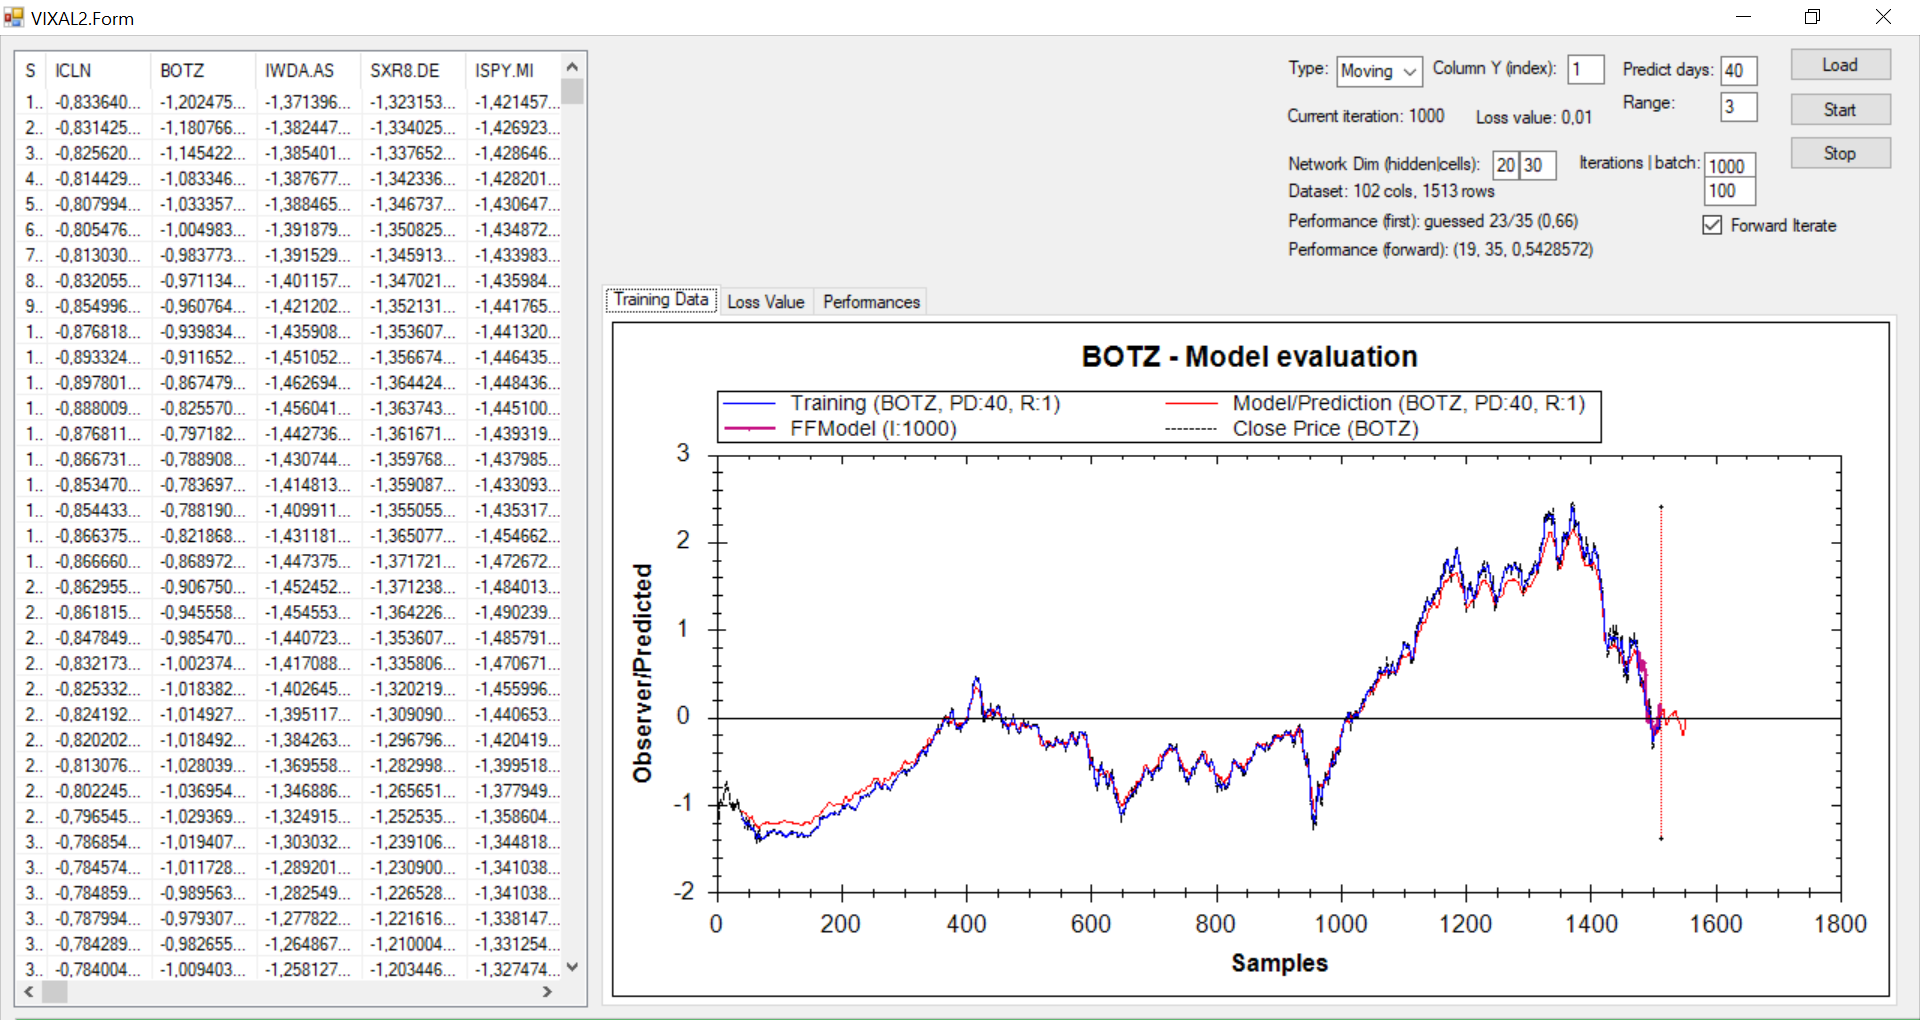 VIXAL2.Form
S ICLN BOTZ IWDA.AS SXR8.DE ISPY.MI
1.. -0,833640... -1,202475... -1,371396... -1,323153... -1,421457...
2.. -0,831425... -1,180766... -1,382447... -1,334025... -1,426923...
3.. -0,825620... -1,145422... -1,385401... -1,337652... -1,428646...
4.. -0,814429... -1,083346... -1,387677... -1,342336... -1,428201...
5.. -0,807994... -1,033357... -1,388465... -1,346737... -1,430647...
6.. -0,805476... -1,004983... -1,391879... -1,350825... -1,434872...
7.. -0,813030... -0,983773... -1,391529... -1,345913... -1,433983...
8.. -0,832055... -0,971134... -1,401157... -1,347021... -1,435984...
9.. -0,854996... -0,960764... -1,421202... -1,352131... -1,441765...
1.. -0,876818... -0,939834... -1,435908... -1,353607... -1,441320...
1.. -0,893324... -0,911652... -1,451052... -1,356674... -1,446435...
1.. -0,897801... -0,867479... -1,462694... -1,364424... -1,448436...
1.. -0,888009... -0,825570... -1,456041... -1,363743... -1,445100...
1.. -0,876811... -0,797182... -1,442736... -1,361671... -1,439319...
1.. -0,866731... -0,788908... -1,430744... -1,359768... -1,437985...
1.. -0,853470... -0,783697... -1,414813... -1,359087... -1,433093...
1.. -0,854433... -0,788190... -1,409911... -1,355055... -1,435317...
1.. -0,866375... -0,821868... -1,431181... -1,365077... -1,454662...
1.. -0,866660... -0,868972... -1,447375... -1,371721... -1,472672...
2.. -0,862955... -0,906750... -1,452452... -1,371238... -1,484013...
2.. -0,861815... -0,945558... -1,454553... -1,364226... -1,490239...
2.. -0,847849... -0,985470... -1,440723... -1,353607... -1,485791...
2.. -0,832173... -1,002374... -1,417088... -1,335806... -1,470671...
2.. -0,825332... -1,018382... -1,402645... -1,320219... -1,455996...
2.. -0,824192... -1,014927... -1,395117... -1,309090... -1,440653...
2.. -0,820202... -1,018492... -1,384263... -1,296796... -1,420419...
2.. -0,813076... -1,028039... -1,369558... -1,282998... -1,399518...
2.. -0,802245... -1,036954... -1,346886... -1,265651... -1,377949...
2.. -0,796545... -1,029369... -1,324915... -1,252535... -1,358604...
3.. -0,786854... -1,019407... -1,303032... -1,239106... -1,344818...
3.. -0,784574... -1,011728... -1,289201... -1,230900... -1,341038...
3.. -0,784859... -0,989563... -1,282549... -1,226528... -1,341038...
3.. -0,787994... -0,979307... -1,277822... -1,221616... -1,338147...
3.. -0,784289... -0,982655... -1,264867... -1,210004... -1,331254...
3.. -0,784004... -1,009403... -1,258127... -1,203446... -1,327474...
Type: Moving Column Y (index): 1 Predict days: 40 Load
Range: 3 Start
Current iteration: 1000 Loss value: 0,01
Stop
Network Dim (hidden|cells): 20 30 Iterations | batch: 1000
Dataset: 102 cols, 1513 rows 100
Performance (first): guessed 23/35 (0,66) Forward Iterate
Performance (forward): (19, 35, 0,5428572)
Training Data Loss Value Performances
BOTZ - Model evaluation
Training (BOTZ, PD:40, R:1) Model/Prediction (BOTZ, PD:40, R:1)
FFModel (I:1000) Close Price (BOTZ)
Observer/Predicted
3
2
1
0
-1
-2
0 200 400 600 800 1000 1200 1400 1600 1800
Samples